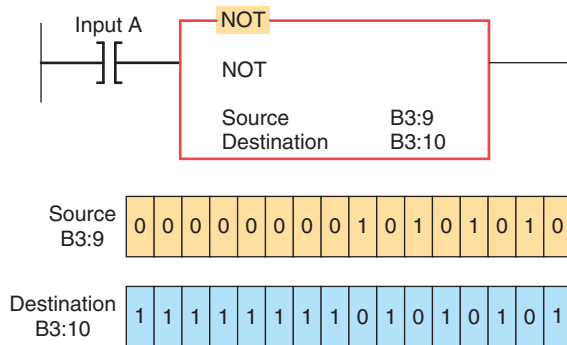 Input A
NOT
NOT
Source B3:9
Destination B3:10
Source
B3:9
0 0 0 0 0 0 0 0 1 0 1 0 1 0 1 0
Destination
B3:10
1 1 1 1 1 1 1 1 0 1 0 1 0 1 0 1